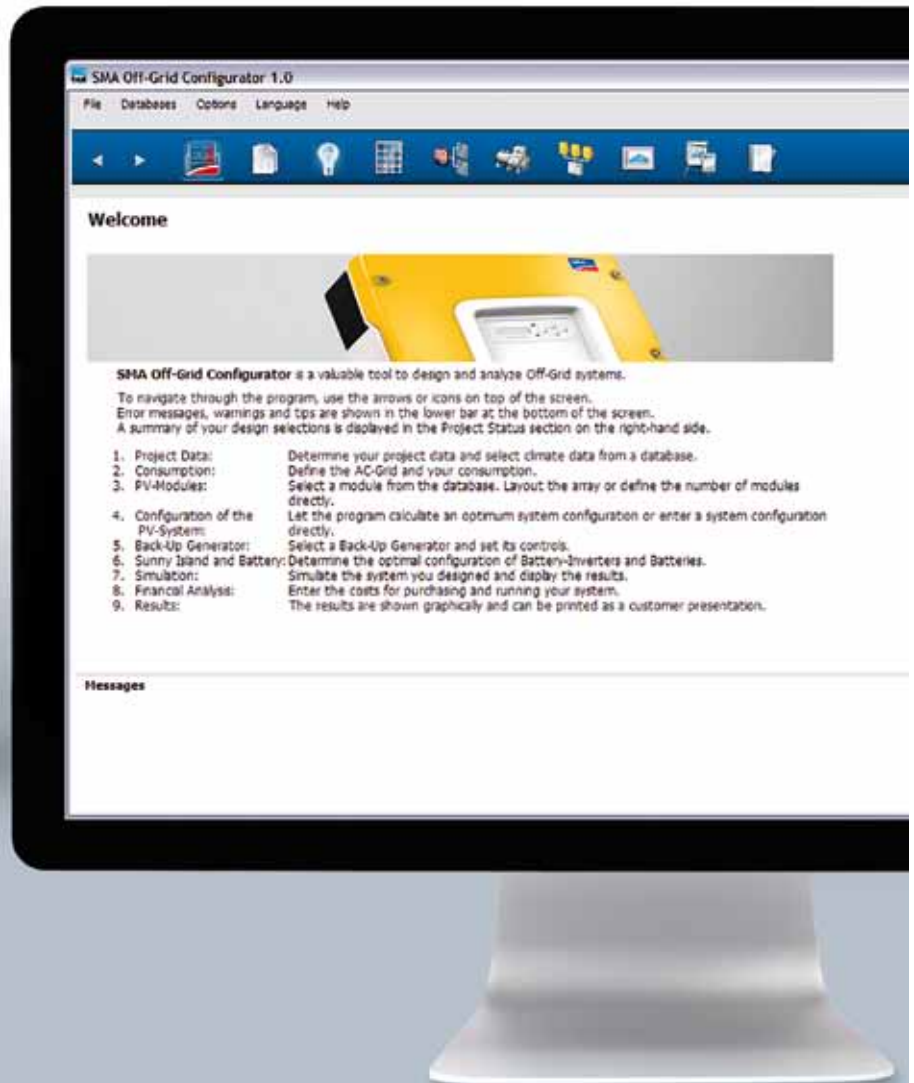 SMA Off-Grid Configurator 1.0
File Databases Options Language Help
Welcome
SMA
SMA Off-Grid Configurator is a valuable tool to design and analyze Off-Grid systems.
To navigate through the program, use the arrows or icons on top of the screen.
Error messages, warnings and tips are shown in the lower bar at the bottom of the screen.
A summary of your design selections is displayed in the Project Status section on the right-hand side.
1. Project Data: Determine your project data and select climate data from a database.
2. Consumption: Define the AC-Grid and your consumption.
3. PV-Modules: Select a module from the database. Layout the array or define the number of modules
directly.
4. Configuration of the Let the program calculate an optimum system configuration or enter a system configuration
PV-System: directly.
5. Back-Up Generator: Select a Back-Up Generator and set its controls.
6. Sunny Island and Battery: Determine the optimal configuration of Battery-Inverters and Batteries.
7. Simulation: Simulate the system you designed and display the results.
8. Financal Analysis: Enter the costs for purchasing and running your system.
9. Results: The results are shown graphically and can be printed as a customer presentation.
Messages